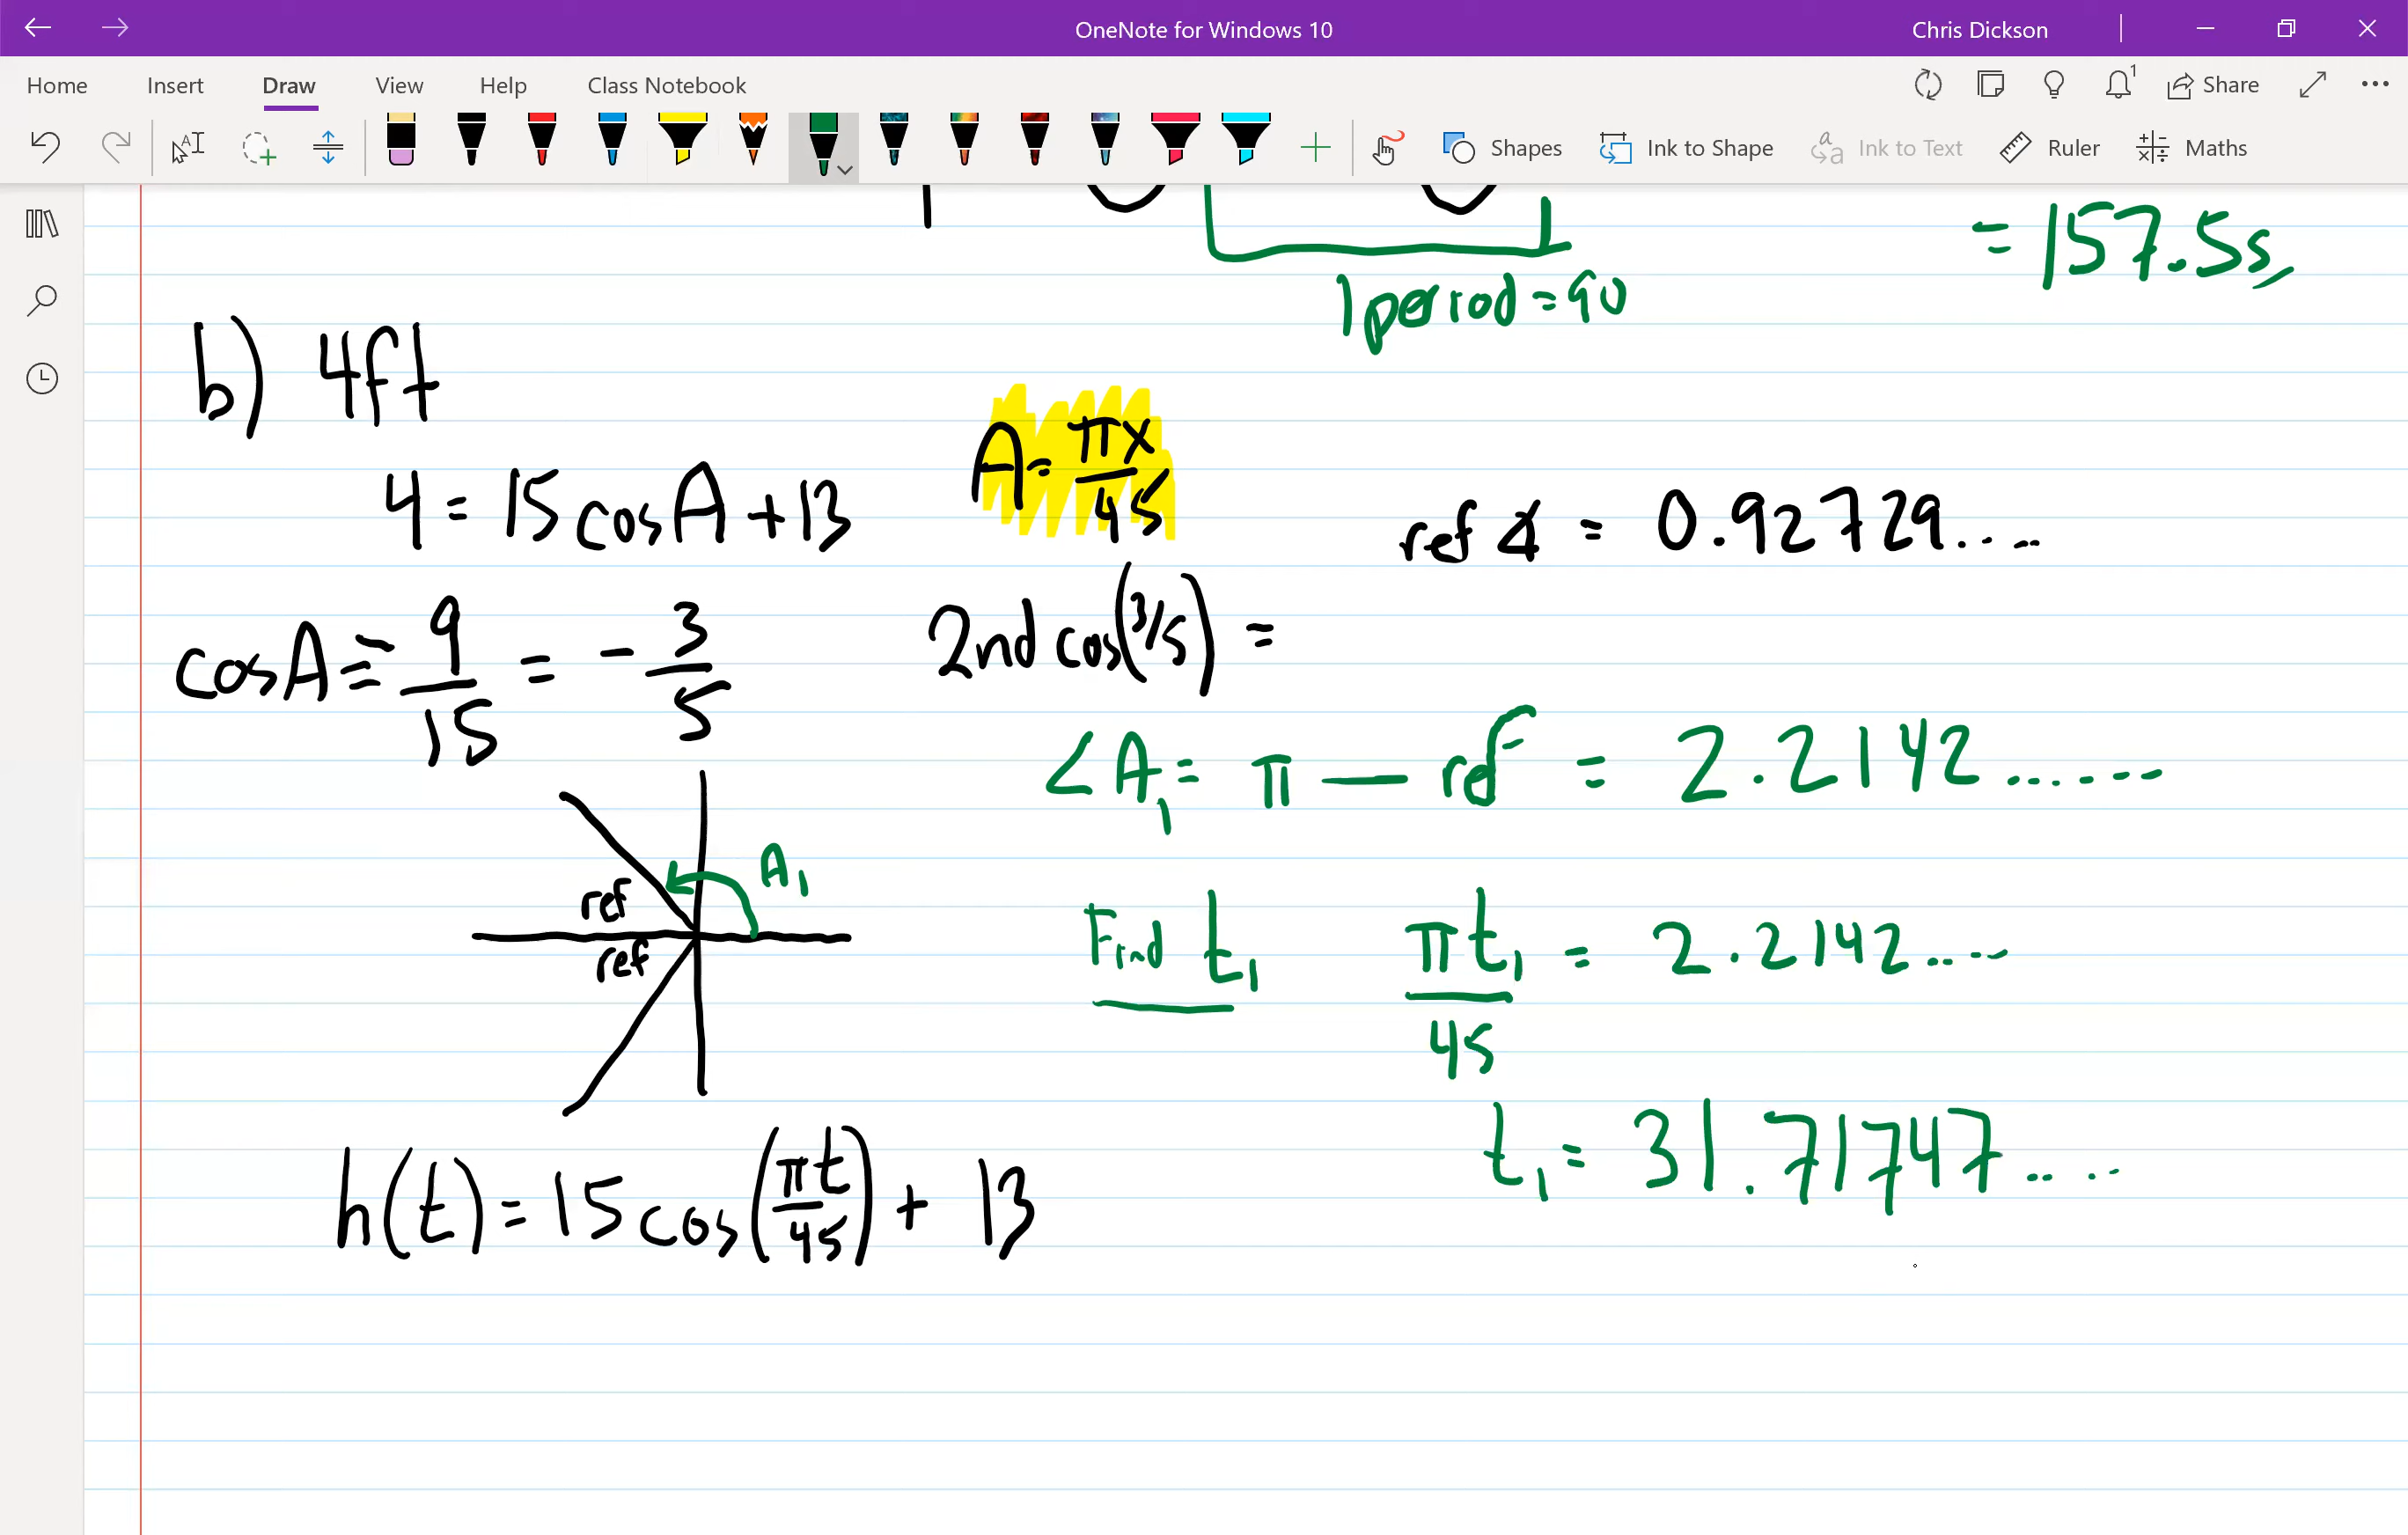 OneNote for Windows 10
Chris Dickson
Home Insert Draw View Help Class Notebook
1 Share
Shapes Ink to Shape Ink to Text Ruler Maths
= 157.5s
1 period = 90
b) 4ft
A = πx/45
4 = 15 cos A + 13
ref ∡ = 0.92729....
cos A = -9/15 = -3/5
2nd cos(3/5) =
∠A₁ = π — ref = 2.2142......
A₁
ref
ref
Find t₁
πt₁/45 = 2.2142....
t₁ = 31.71747....
h(t) = 15 cos(πt/45) + 13